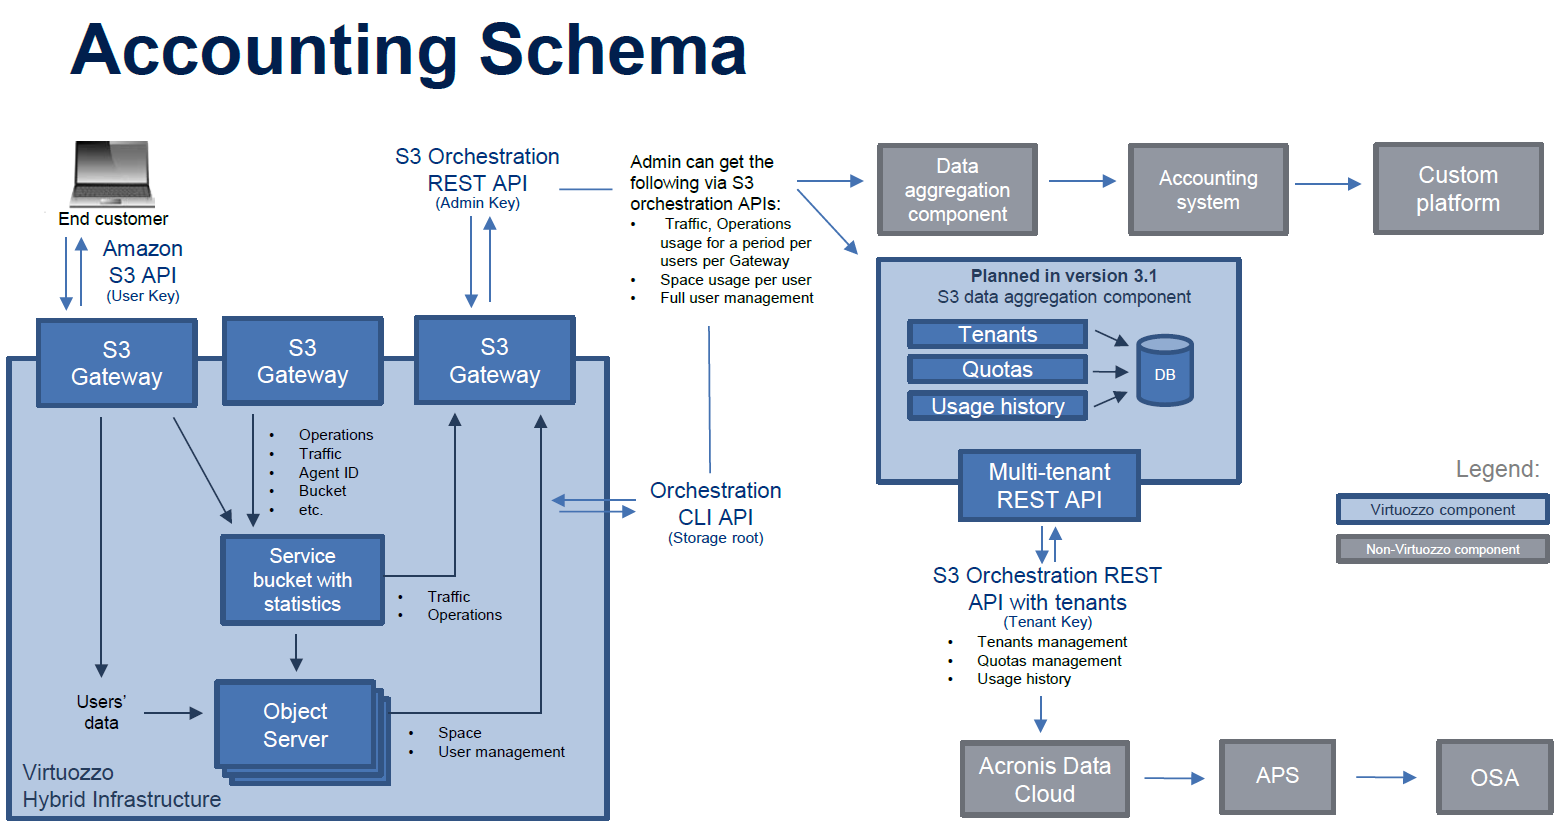 Accounting Schema
End customer
Amazon
S3 API
(User Key)
S3 Orchestration
REST API
(Admin Key)
Admin can get the
following via S3
orchestration APIs:
• Traffic, Operations
usage for a period per
users per Gateway
• Space usage per user
• Full user management
Data
aggregation
component
Accounting
system
Custom
platform
Planned in version 3.1
S3 data aggregation component
Tenants
Quotas
Usage history
DB
Multi-tenant
REST API
S3
Gateway
S3
Gateway
S3
Gateway
• Operations
• Traffic
• Agent ID
• Bucket
• etc.
Orchestration
CLI API
(Storage root)
Service
bucket with
statistics
• Traffic
• Operations
Users'
data
Object
Server
• Space
• User management
Virtuozzo
Hybrid Infrastructure
S3 Orchestration REST
API with tenants
(Tenant Key)
• Tenants management
• Quotas management
• Usage history
Acronis Data
Cloud
APS
OSA
Legend:
Virtuozzo component
Non-Virtuozzo component